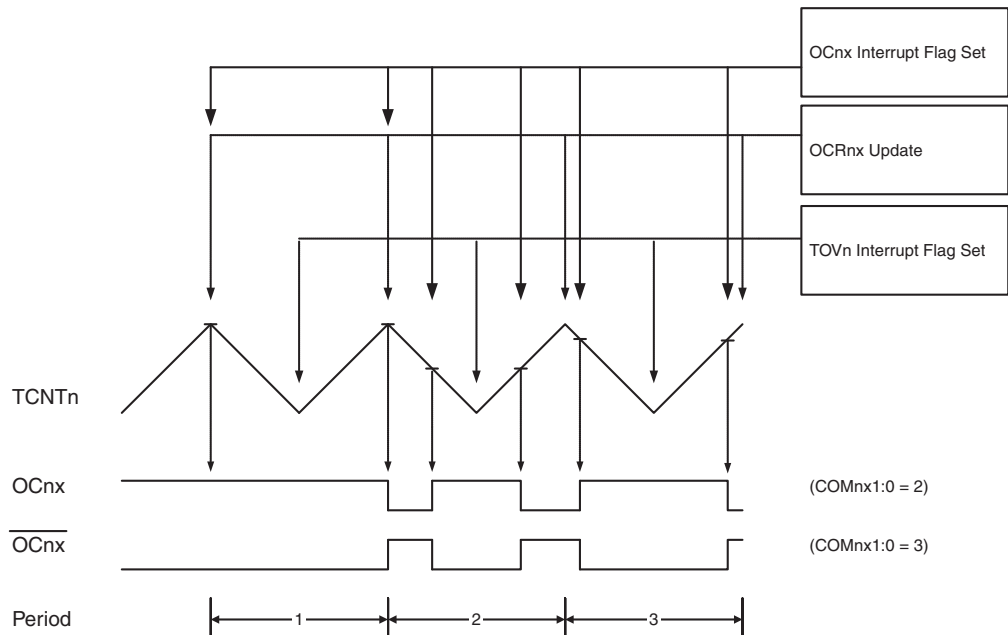 OCnx Interrupt Flag Set
OCRnx Update
TOVn Interrupt Flag Set
TCNTn
OCnx
(COMnx1:0 = 2)
OCnx
(COMnx1:0 = 3)
Period
1
2
3